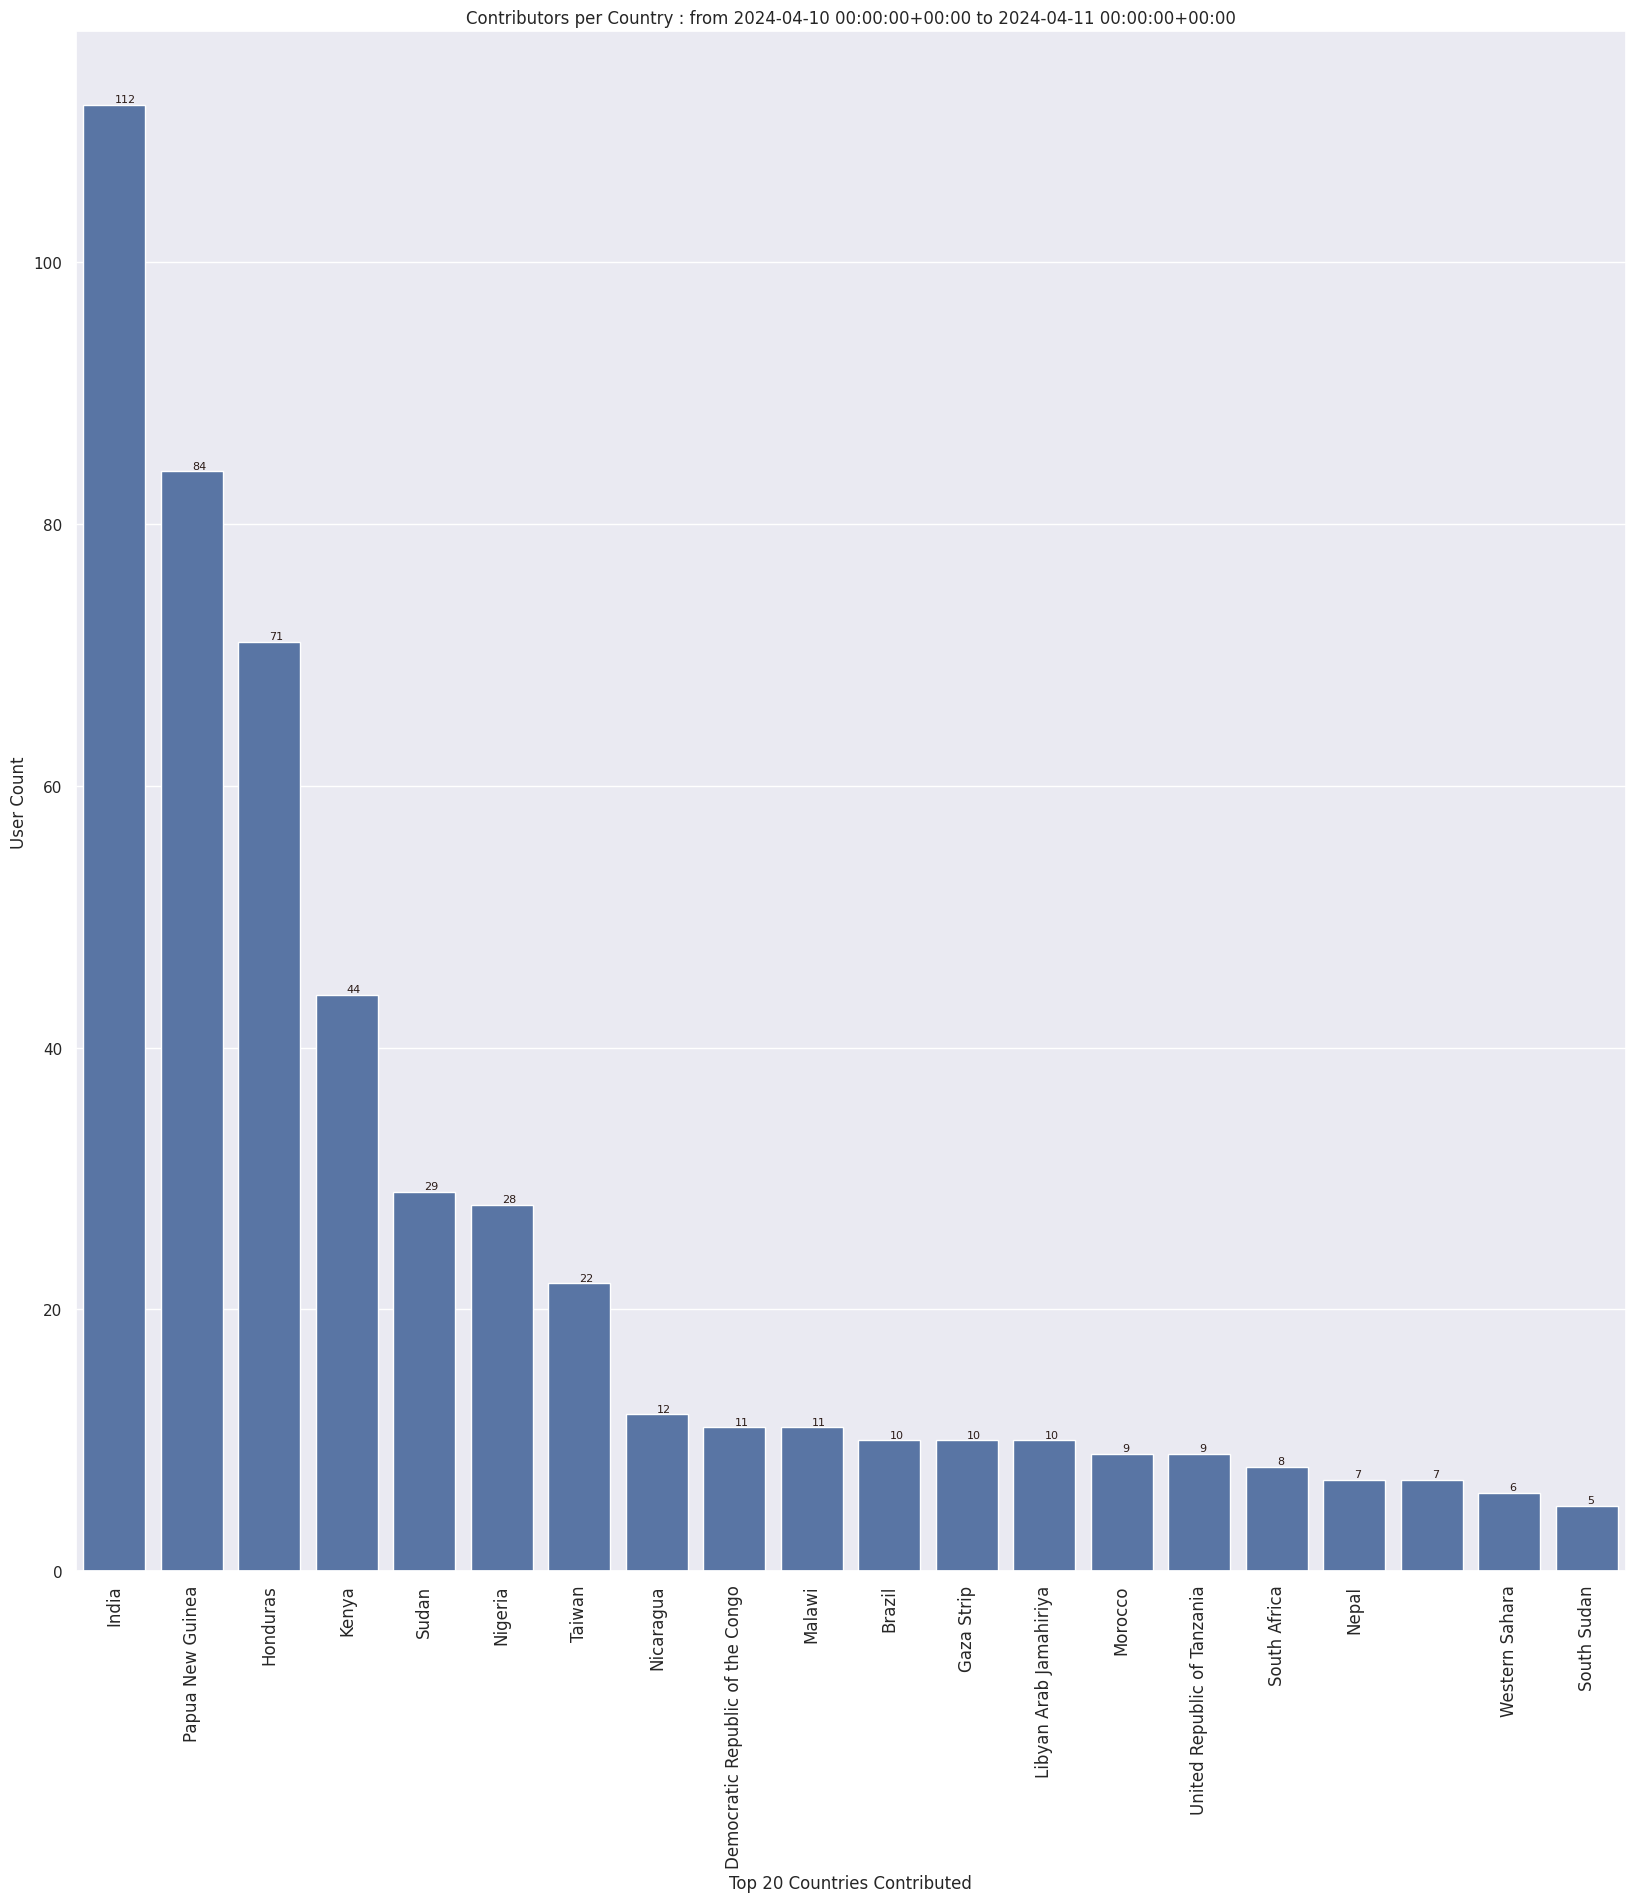 Contributors per Country : from 2024-04-10 00:00:00+00:00 to 2024-04-11 00:00:00+00:00
User Count
100
80
60
40
20
0
112
84
71
44
29
28
22
12
11
11
10
10
10
9
9
8
7
7
6
5
India
Papua New Guinea
Honduras
Kenya
Sudan
Nigeria
Taiwan
Nicaragua
Democratic Republic of the Congo
Malawi
Brazil
Gaza Strip
Libyan Arab Jamahiriya
Morocco
United Republic of Tanzania
South Africa
Nepal
Western Sahara
South Sudan
Top 20 Countries Contributed